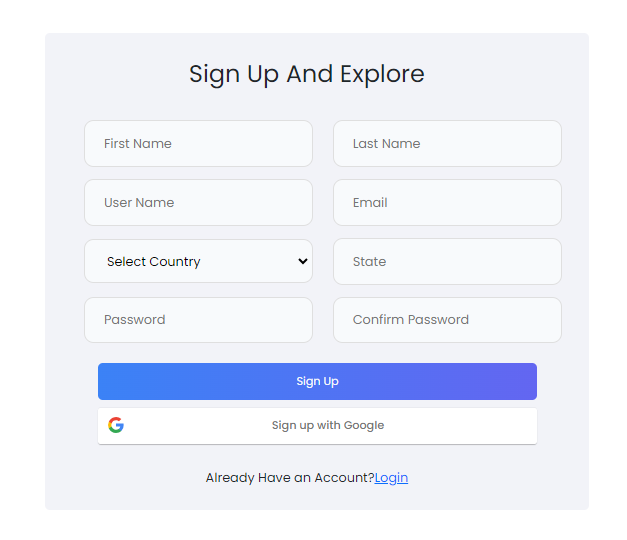 Sign Up And Explore
First Name
Last Name
User Name
Email
Select Country
State
Password
Confirm Password
Sign Up
Sign up with Google
Already Have an Account?Login